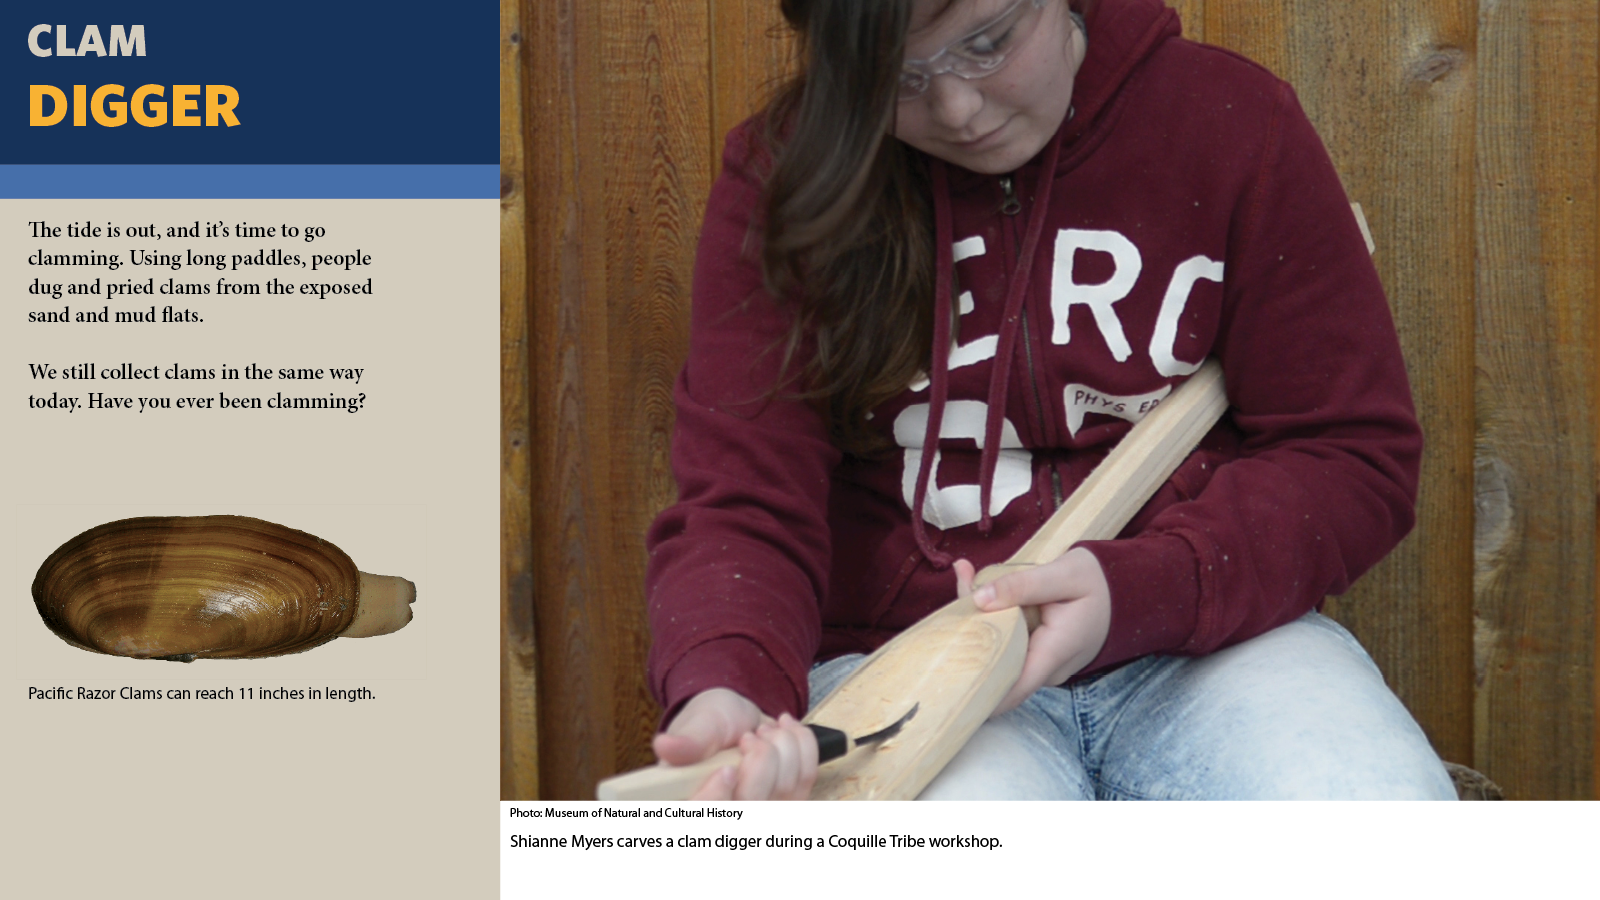 CLAM
DIGGER
The tide is out, and it’s time to go
clamming. Using long paddles, people
dug and pried clams from the exposed
sand and mud flats.
We still collect clams in the same way
today. Have you ever been clamming?
Pacific Razor Clams can reach 11 inches in length.
ERC
PHYS ED
Photo: Museum of Natural and Cultural History
Shianne Myers carves a clam digger during a Coquille Tribe workshop.